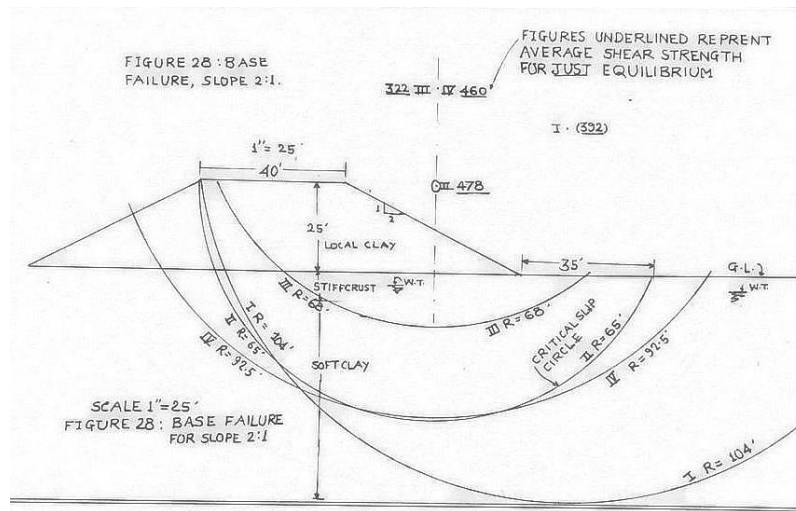 FIGURE 28 : BASE
FAILURE, SLOPE 2:1.
FIGURES UNDERLINED REPRENT
AVERAGE SHEAR STRENGTH
FOR JUST EQUILIBRIUM
322 III · IV 460
I · (392)
1" = 25'
40'
III 478
1
2
25'
LOCAL CLAY
35'
G.L.
STIFFCRUST
W.T.
W.T.
III R = 68'
III R = 68'
I R = 104'
II R = 65'
IV R = 92.5'
CRITICAL SLIP
CIRCLE
II R = 65'
IV R = 92.5'
SOFT CLAY
SCALE 1"=25'
FIGURE 28 : BASE FAILURE
FOR SLOPE 2:1
I R = 104'